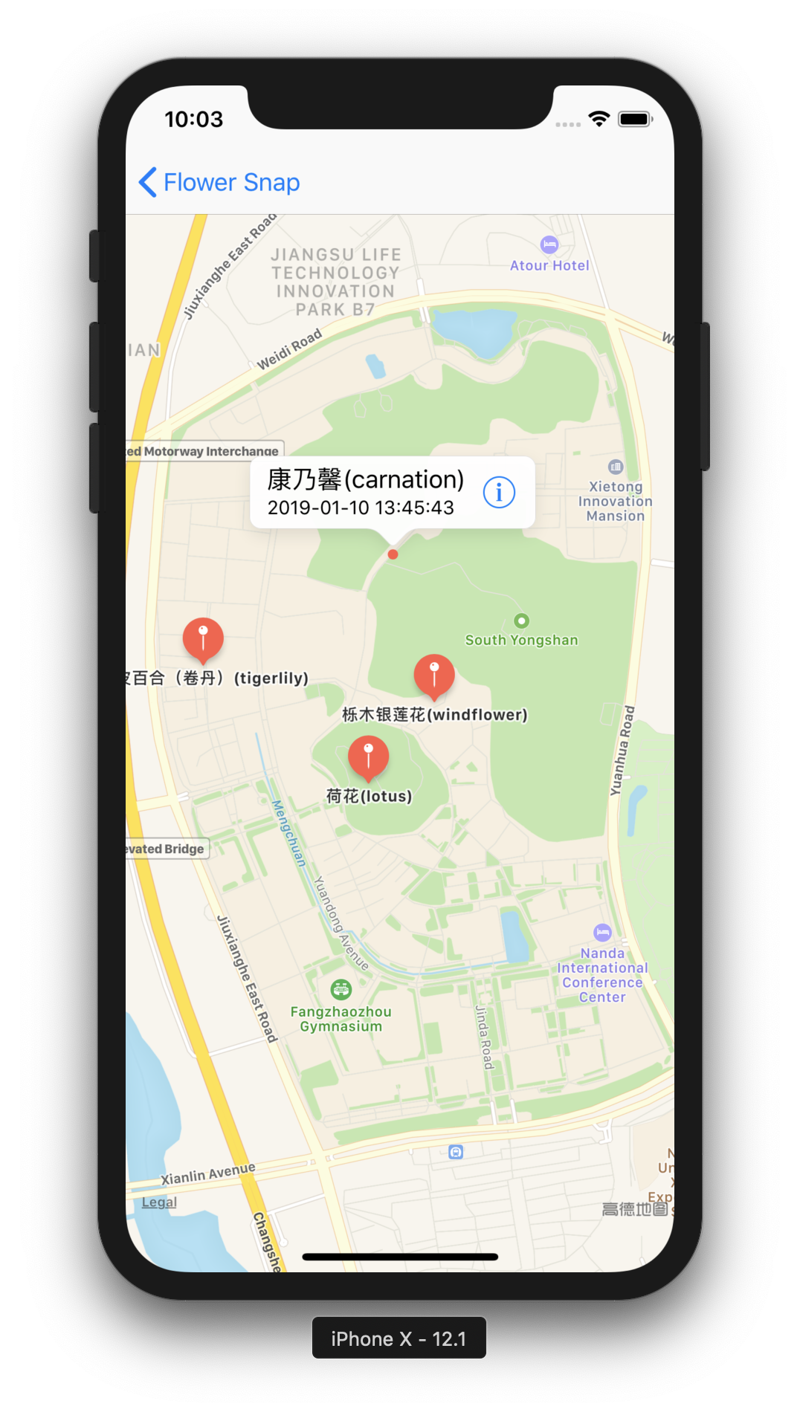 10:03
Flower Snap
Jiuxianghe East Road
JIANGSU LIFE
TECHNOLOGY
INNOVATION
PARK B7
Atour Hotel
IAN
Weidi Road
ed Motorway Interchange
康乃馨(carnation)
2019-01-10 13:45:43
Xietong
Innovation
Mansion
South Yongshan
百合（卷丹）(tigerlily)
栎木银莲花(windflower)
荷花(lotus)
Yuanhua Road
Mengchuan
evated Bridge
Yuandong Avenue
Jiuxianghe East Road
Nanda
International
Conference
Center
Fangzhaozhou
Gymnasium
Jinda Road
Xianlin Avenue
Legal
Changshe
Un
Exp
高德地图
iPhone X - 12.1